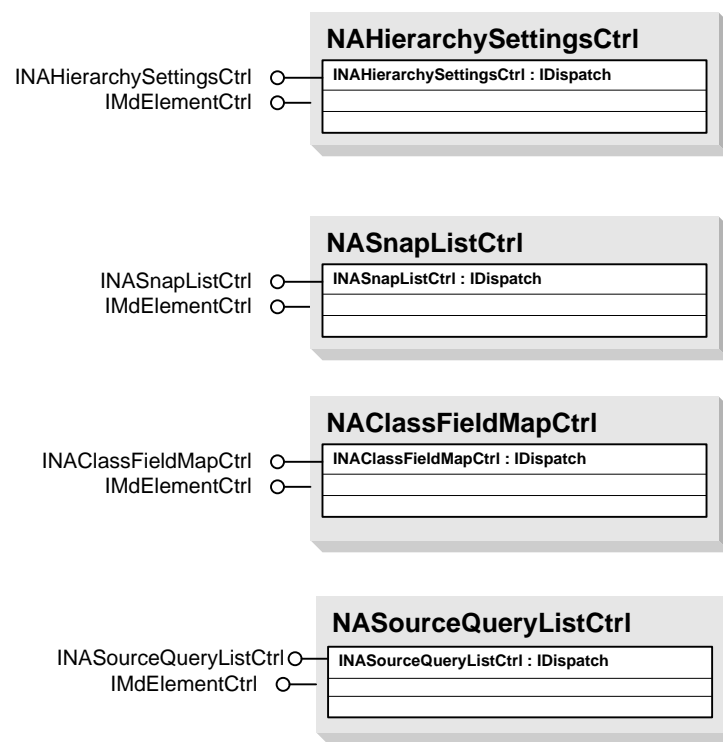 NAHierarchySettingsCtrl
INAHierarchySettingsCtrl
INAHierarchySettingsCtrl : IDispatch
IMdElementCtrl
NASnapListCtrl
INASnapListCtrl
INASnapListCtrl : IDispatch
IMdElementCtrl
NAClassFieldMapCtrl
INAClassFieldMapCtrl
INAClassFieldMapCtrl : IDispatch
IMdElementCtrl
NASourceQueryListCtrl
INASourceQueryListCtrl
INASourceQueryListCtrl : IDispatch
IMdElementCtrl